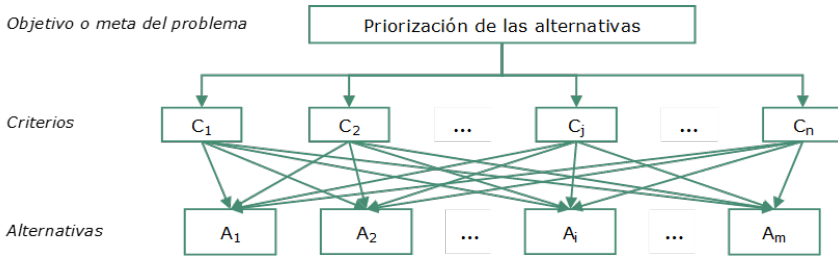 Objetivo o meta del problema
Priorización de las alternativas
Criterios
C₁ C₂ ... Cⱼ ... Cₙ
Alternativas
A₁ A₂ ... Aᵢ ... Aₘ